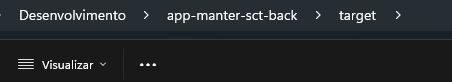 Desenvolvimento > app-manter-sct-back > target >
Visualizar ...